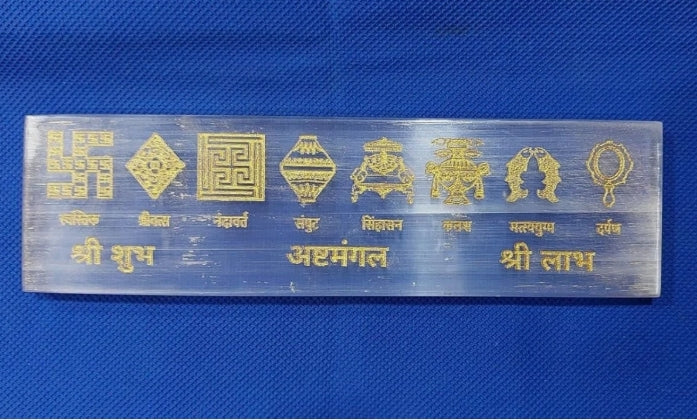 स्वस्तिक श्रीवत्स नंद्यावर्त संपुट सिंहासन कलश मत्स्ययुग्म दर्पण
श्री शुभ अष्टमंगल श्री लाभ